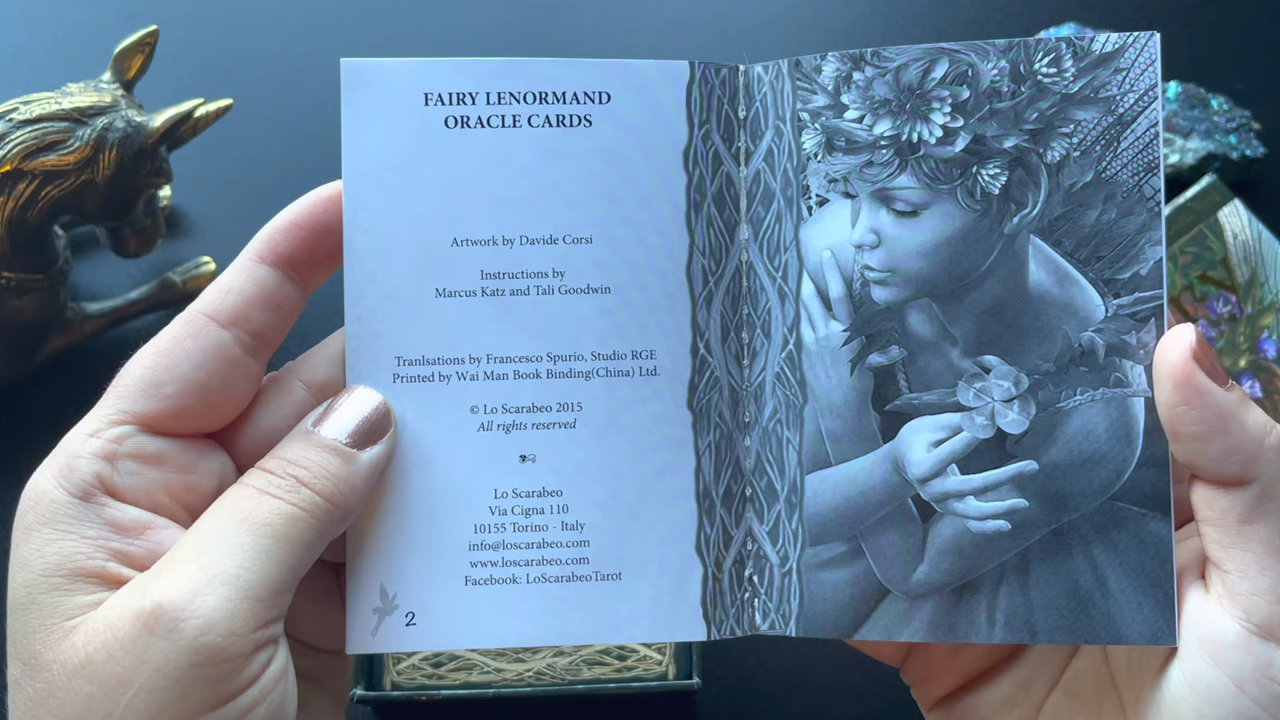 FAIRY LENORMAND
ORACLE CARDS
Artwork by Davide Corsi
Instructions by
Marcus Katz and Tali Goodwin
Tranlsations by Francesco Spurio, Studio RGE
Printed by Wai Man Book Binding(China) Ltd.
© Lo Scarabeo 2015
All rights reserved
Lo Scarabeo
Via Cigna 110
10155 Torino - Italy
info@loscarabeo.com
www.loscarabeo.com
Facebook: LoScarabeoTarot
2